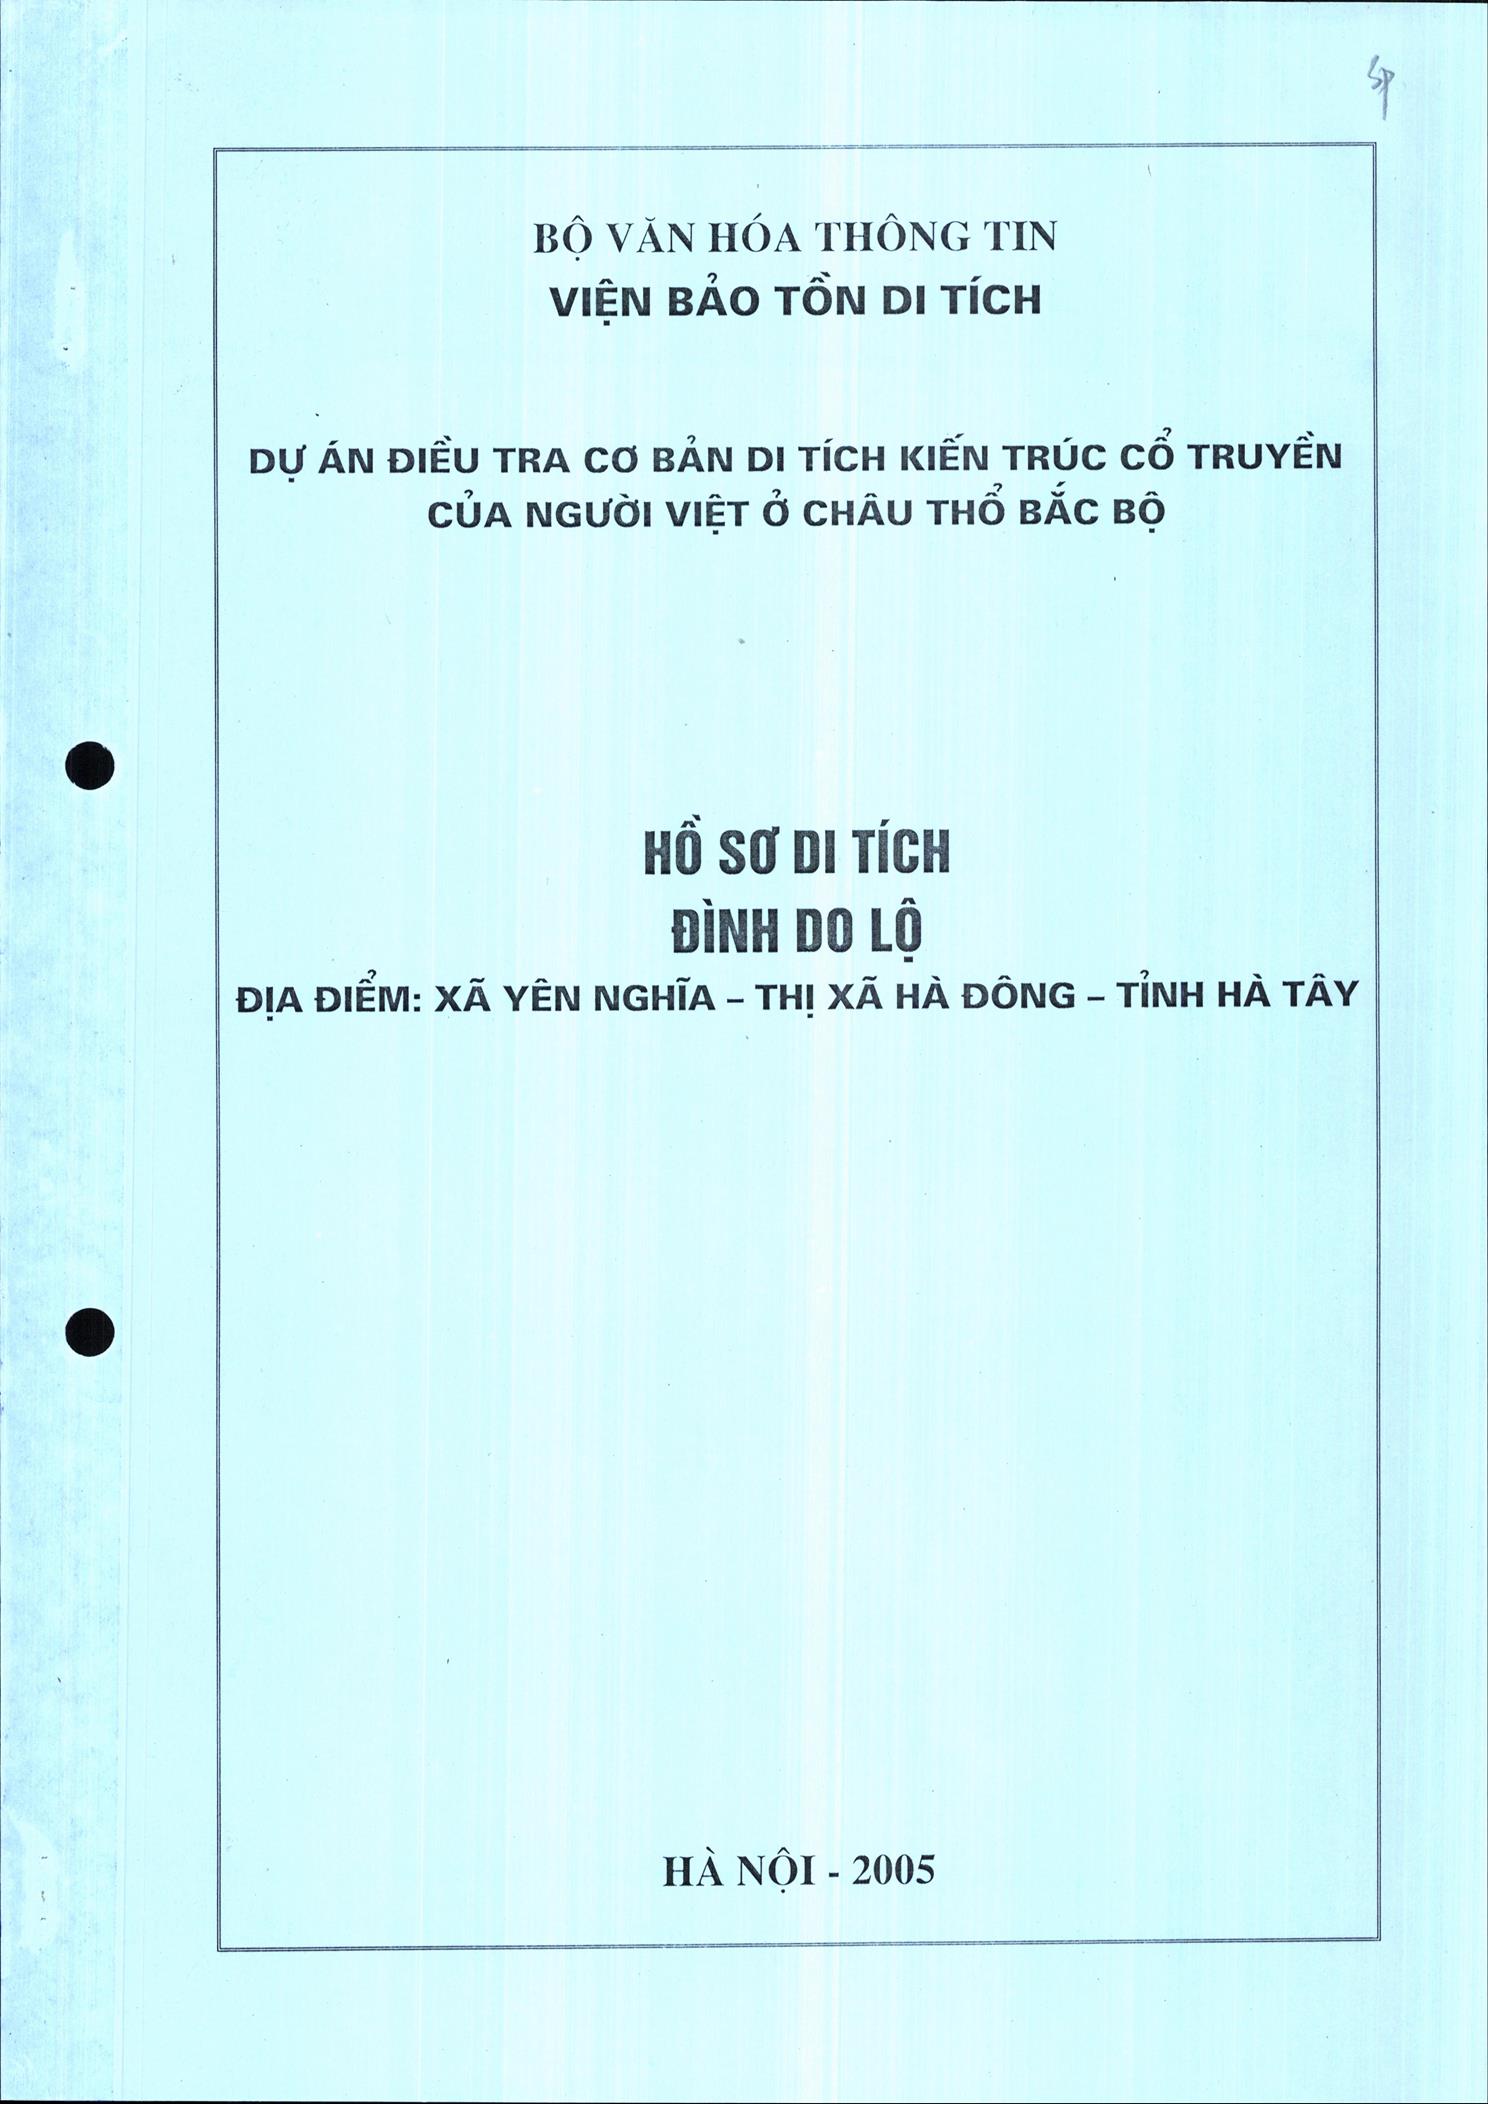 BỘ VĂN HÓA THÔNG TIN
VIỆN BẢO TỒN DI TÍCH
DỰ ÁN ĐIỀU TRA CƠ BẢN DI TÍCH KIẾN TRÚC CỔ TRUYỀN
CỦA NGƯỜI VIỆT Ở CHÂU THỔ BẮC BỘ
HỒ SƠ DI TÍCH
ĐÌNH DO LỘ
ĐỊA ĐIỂM: XÃ YÊN NGHĨA – THỊ XÃ HÀ ĐÔNG – TỈNH HÀ TÂY
HÀ NỘI - 2005